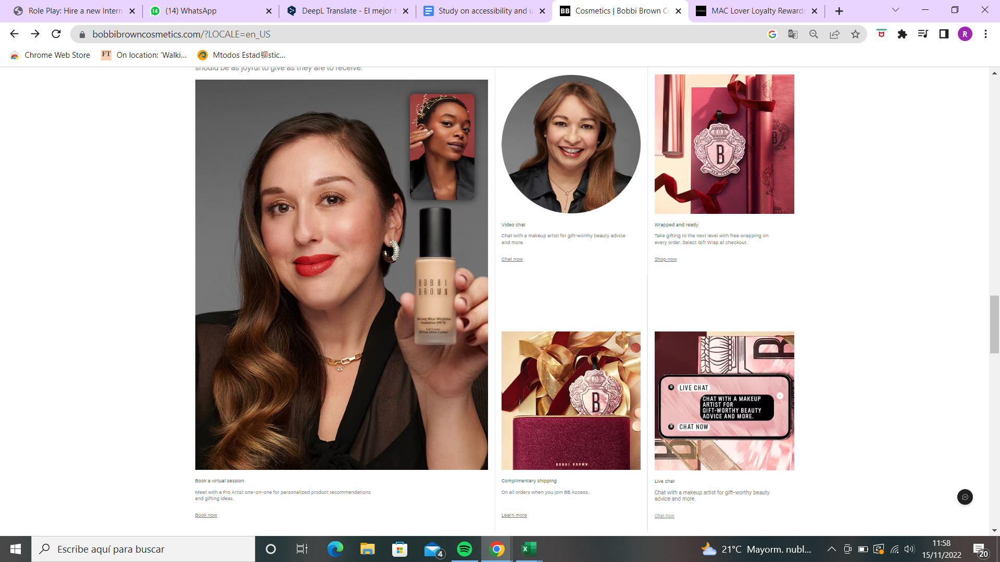 Role Play: Hire a new Intern
(14) WhatsApp
DeepL Translate - El mejor t
Study on accessibility and u
BB Cosmetics | Bobbi Brown Co
MAC Lover Loyalty Rewards
bobbibrowncosmetics.com/?LOCALE=en_US
R
Chrome Web Store
FT On location: ‘Walki...
Mtodos Estad铆stic...
should be as joyful to give as they are to receive.
BOBBI
BROWN
Skin Long-Wear Weightless
Foundation SPF 15
Full Cover
Oil-Free Shine Control
Book a virtual session
Meet with a Pro Artist one-on-one for personalized product recommendations
and gifting ideas.
Book now
Video chat
Chat with a makeup artist for gift-worthy beauty advice
and more.
Chat now
B
NEW YORK
Wrapped and ready
Take gifting to the next level with free wrapping on
every order. Select Gift Wrap at checkout.
Shop now
B
BOBBI BROWN
Complimentary shipping
On all orders when you join BB Access.
Learn more
LIVE CHAT
CHAT WITH A MAKEUP
ARTIST FOR
GIFT-WORTHY BEAUTY
ADVICE AND MORE.
CHAT NOW
Live chat
Chat with a makeup artist for gift-worthy beauty
advice and more.
Chat now
Escribe aquí para buscar
4
21°C Mayorm. nubl...
11:58
15/11/2022
20